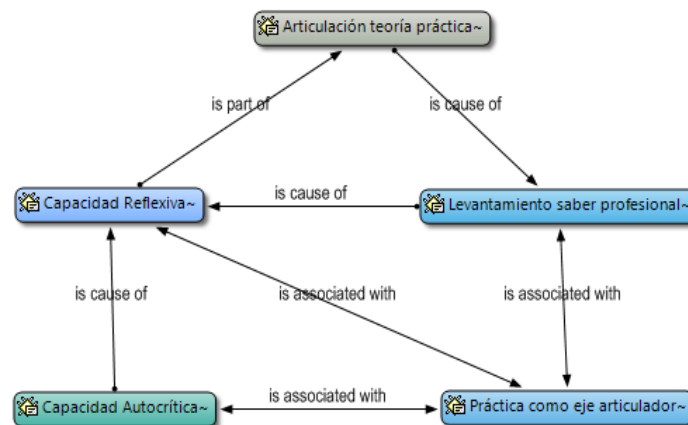 Articulación teoría práctica~
is part of
is cause of
Capacidad Reflexiva~
is cause of
Levantamiento saber profesional~
is cause of
is associated with
is associated with
Capacidad Autocrítica~
is associated with
Práctica como eje articulador~